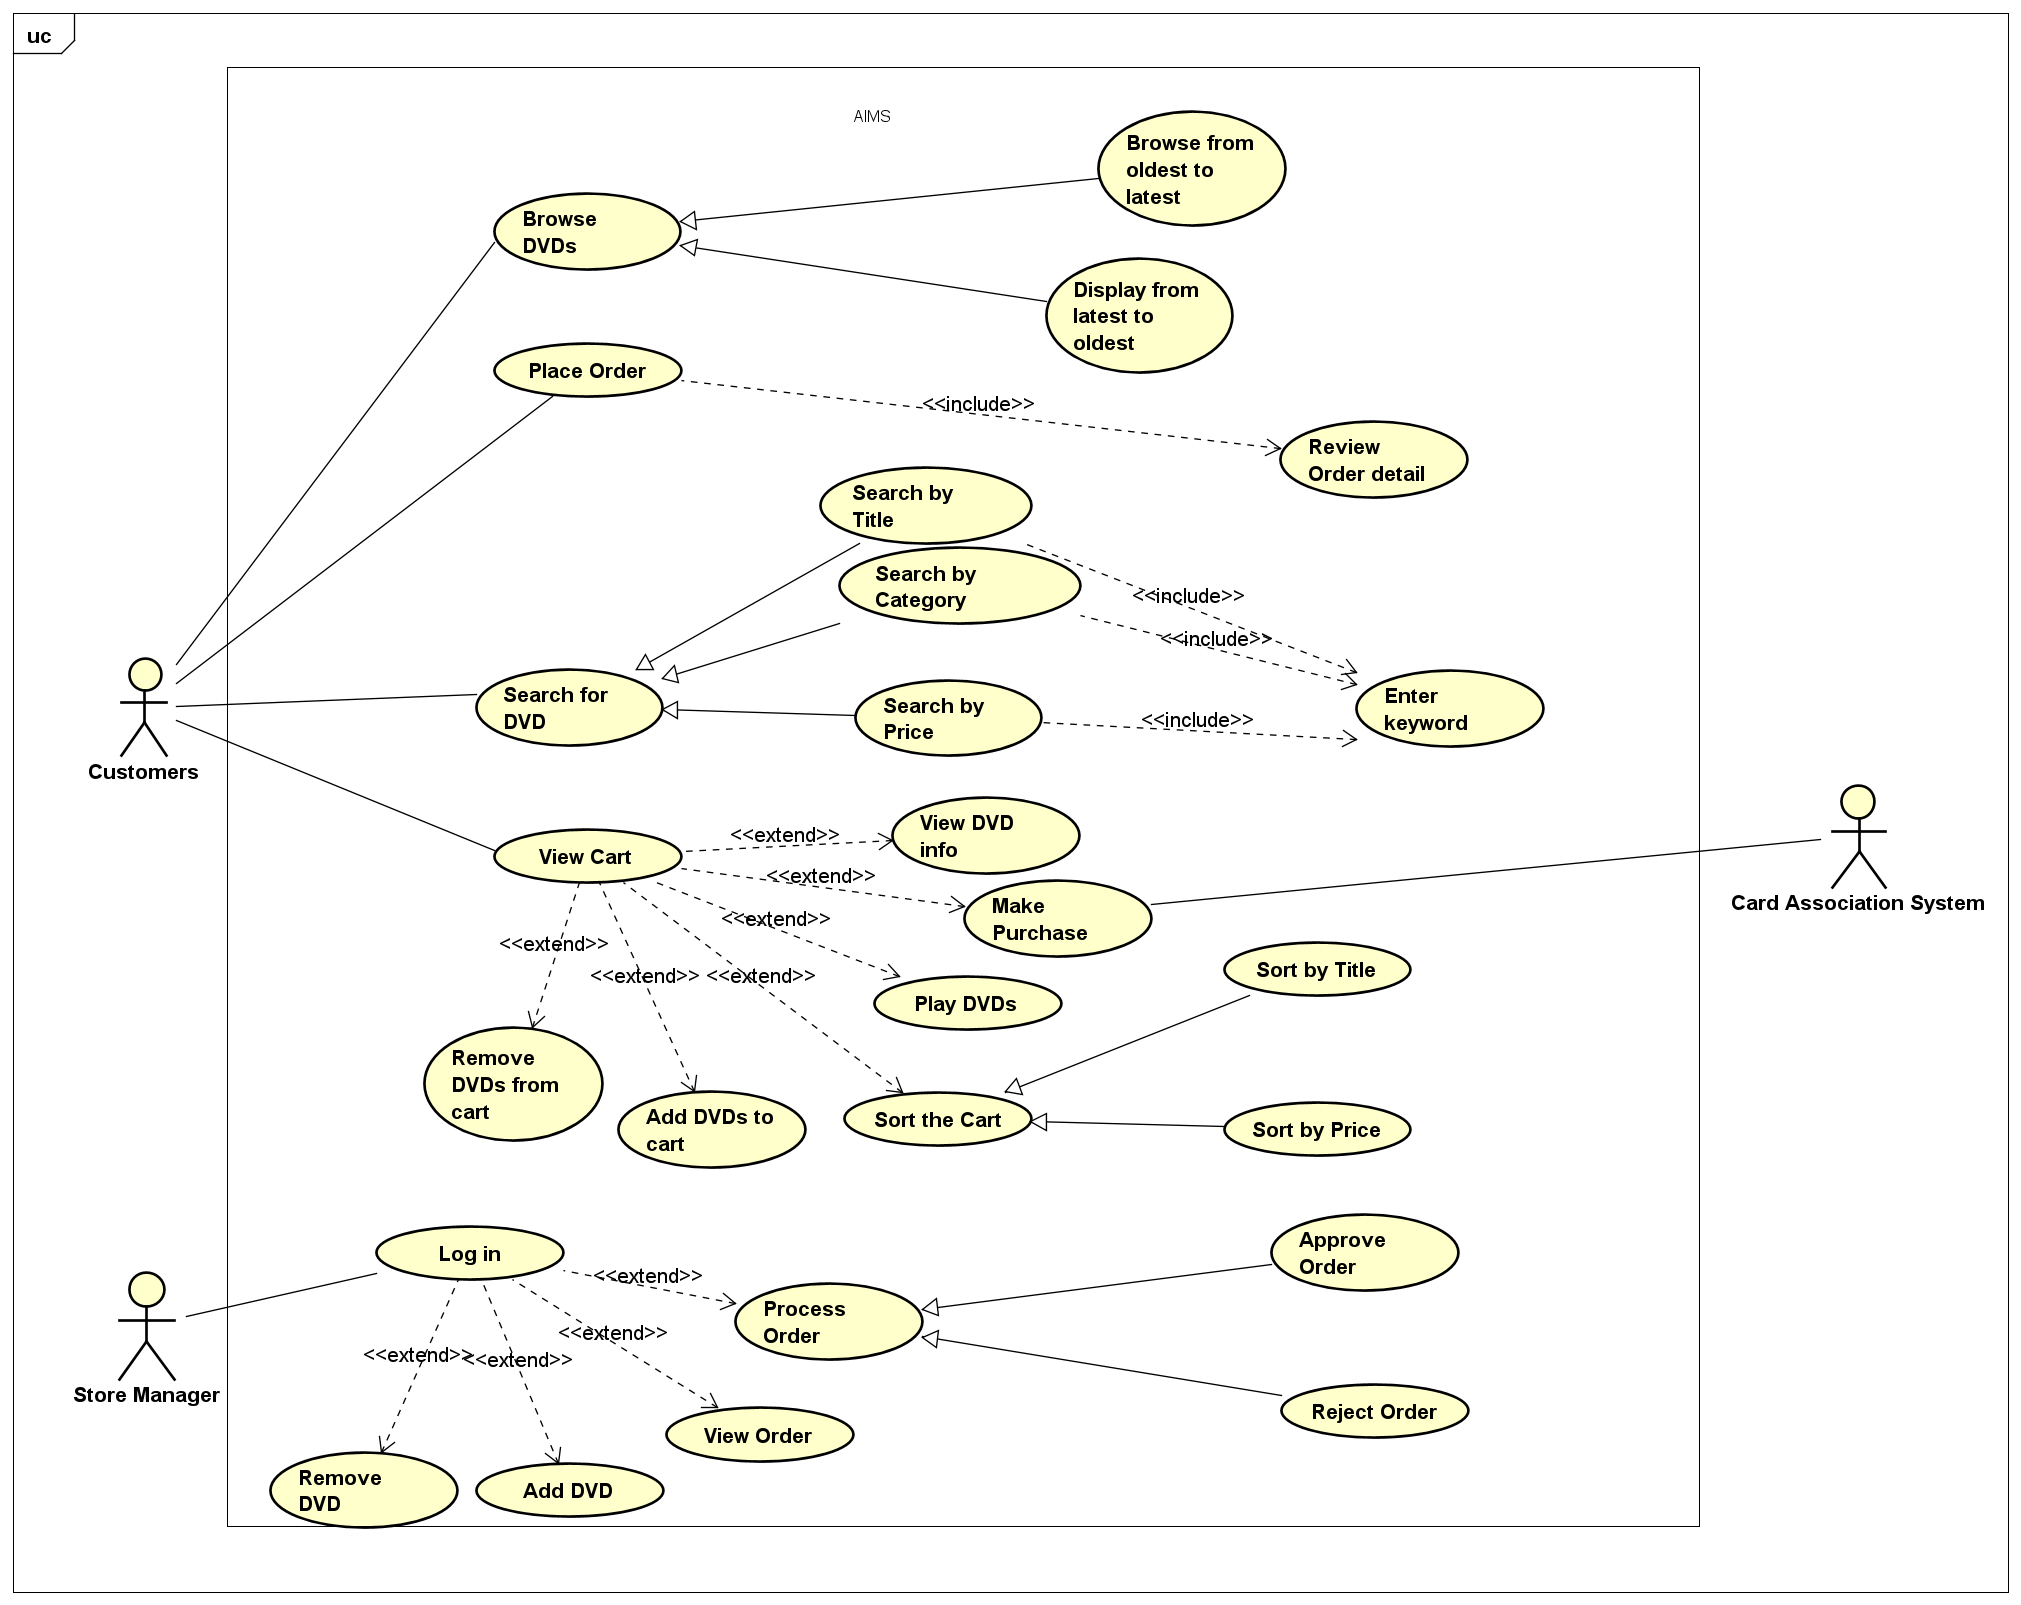 uc
AIMS
Browse from
oldest to
latest
Browse
DVDs
Display from
latest to
oldest
Place Order
<<include>>
Review
Order detail
Search by
Title
Search by
Category
<<include>>
<<include>>
Search for
DVD
Search by
Price
<<include>>
Enter
keyword
Customers
View Cart
<<extend>>
View DVD
info
<<extend>>
Make
Purchase
Card Association System
<<extend>>
<<extend>>
<<extend>>
<<extend>>
Play DVDs
Sort by Title
Remove
DVDs from
cart
Add DVDs to
cart
Sort the Cart
Sort by Price
Log in
<<extend>>
Approve
Order
Process
Order
<<extend>>
<<extend>>
<<extend>>
Store Manager
Reject Order
View Order
Remove
DVD
Add DVD